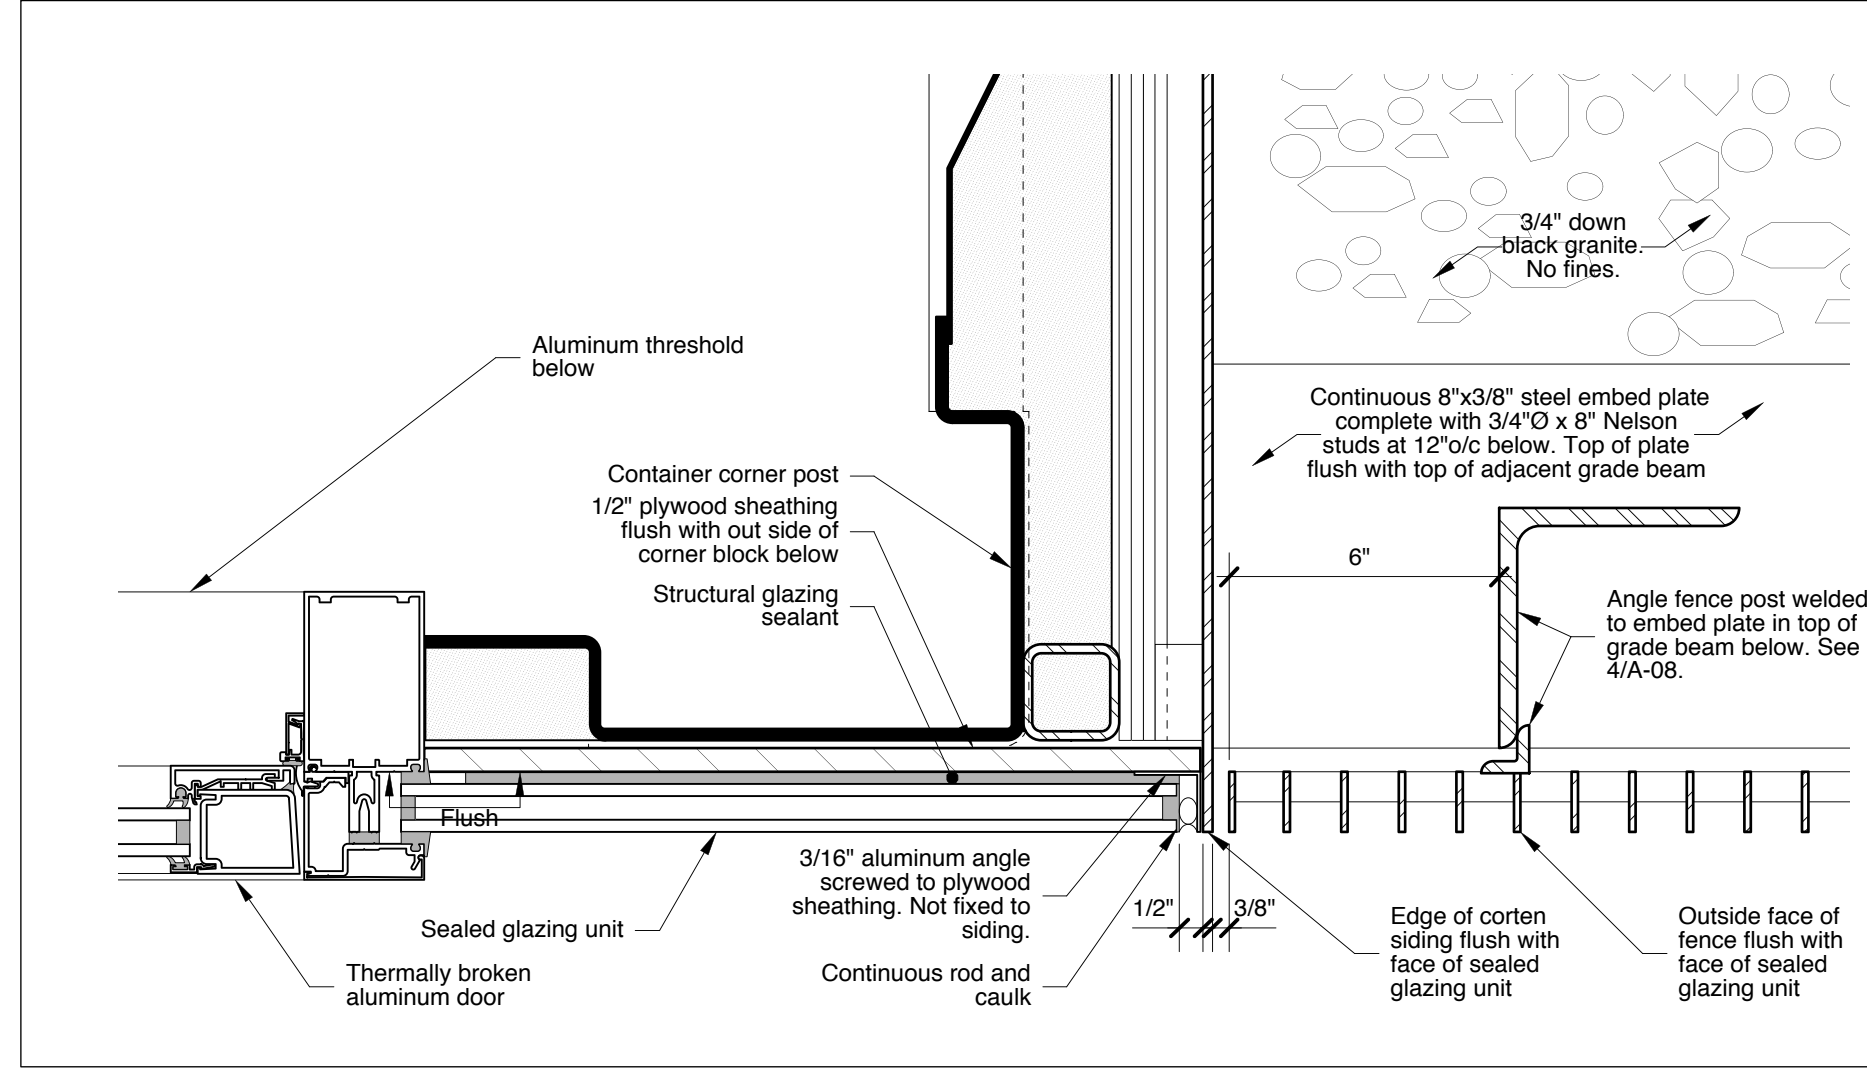 3/4" down
black granite.
No fines.
Aluminum threshold
below
Continuous 8"x3/8" steel embed plate
complete with 3/4"Ø x 8" Nelson
studs at 12"o/c below. Top of plate
flush with top of adjacent grade beam
Container corner post
1/2" plywood sheathing
flush with out side of
corner block below
Structural glazing
sealant
6"
Angle fence post welded
to embed plate in top of
grade beam below. See
4/A-08.
Flush
3/16" aluminum angle
screwed to plywood
sheathing. Not fixed to
siding.
1/2"
3/8"
Sealed glazing unit
Edge of corten
siding flush with
face of sealed
glazing unit
Outside face of
fence flush with
face of sealed
glazing unit
Thermally broken
aluminum door
Continuous rod and
caulk